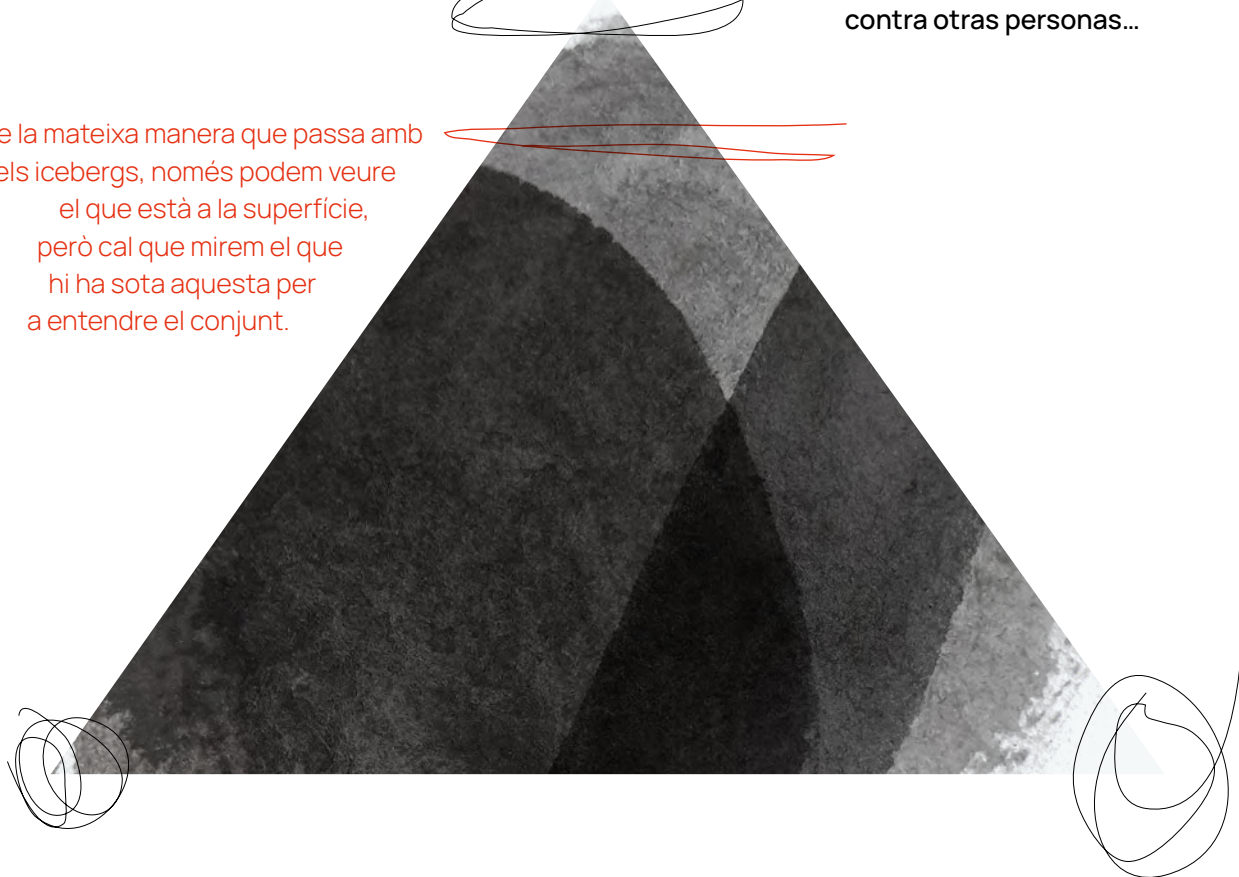 contra otras personas...
e la mateixa manera que passa amb
els icebergs, només podem veure
el que està a la superfície,
però cal que mirem el que
hi ha sota aquesta per
a entendre el conjunt.